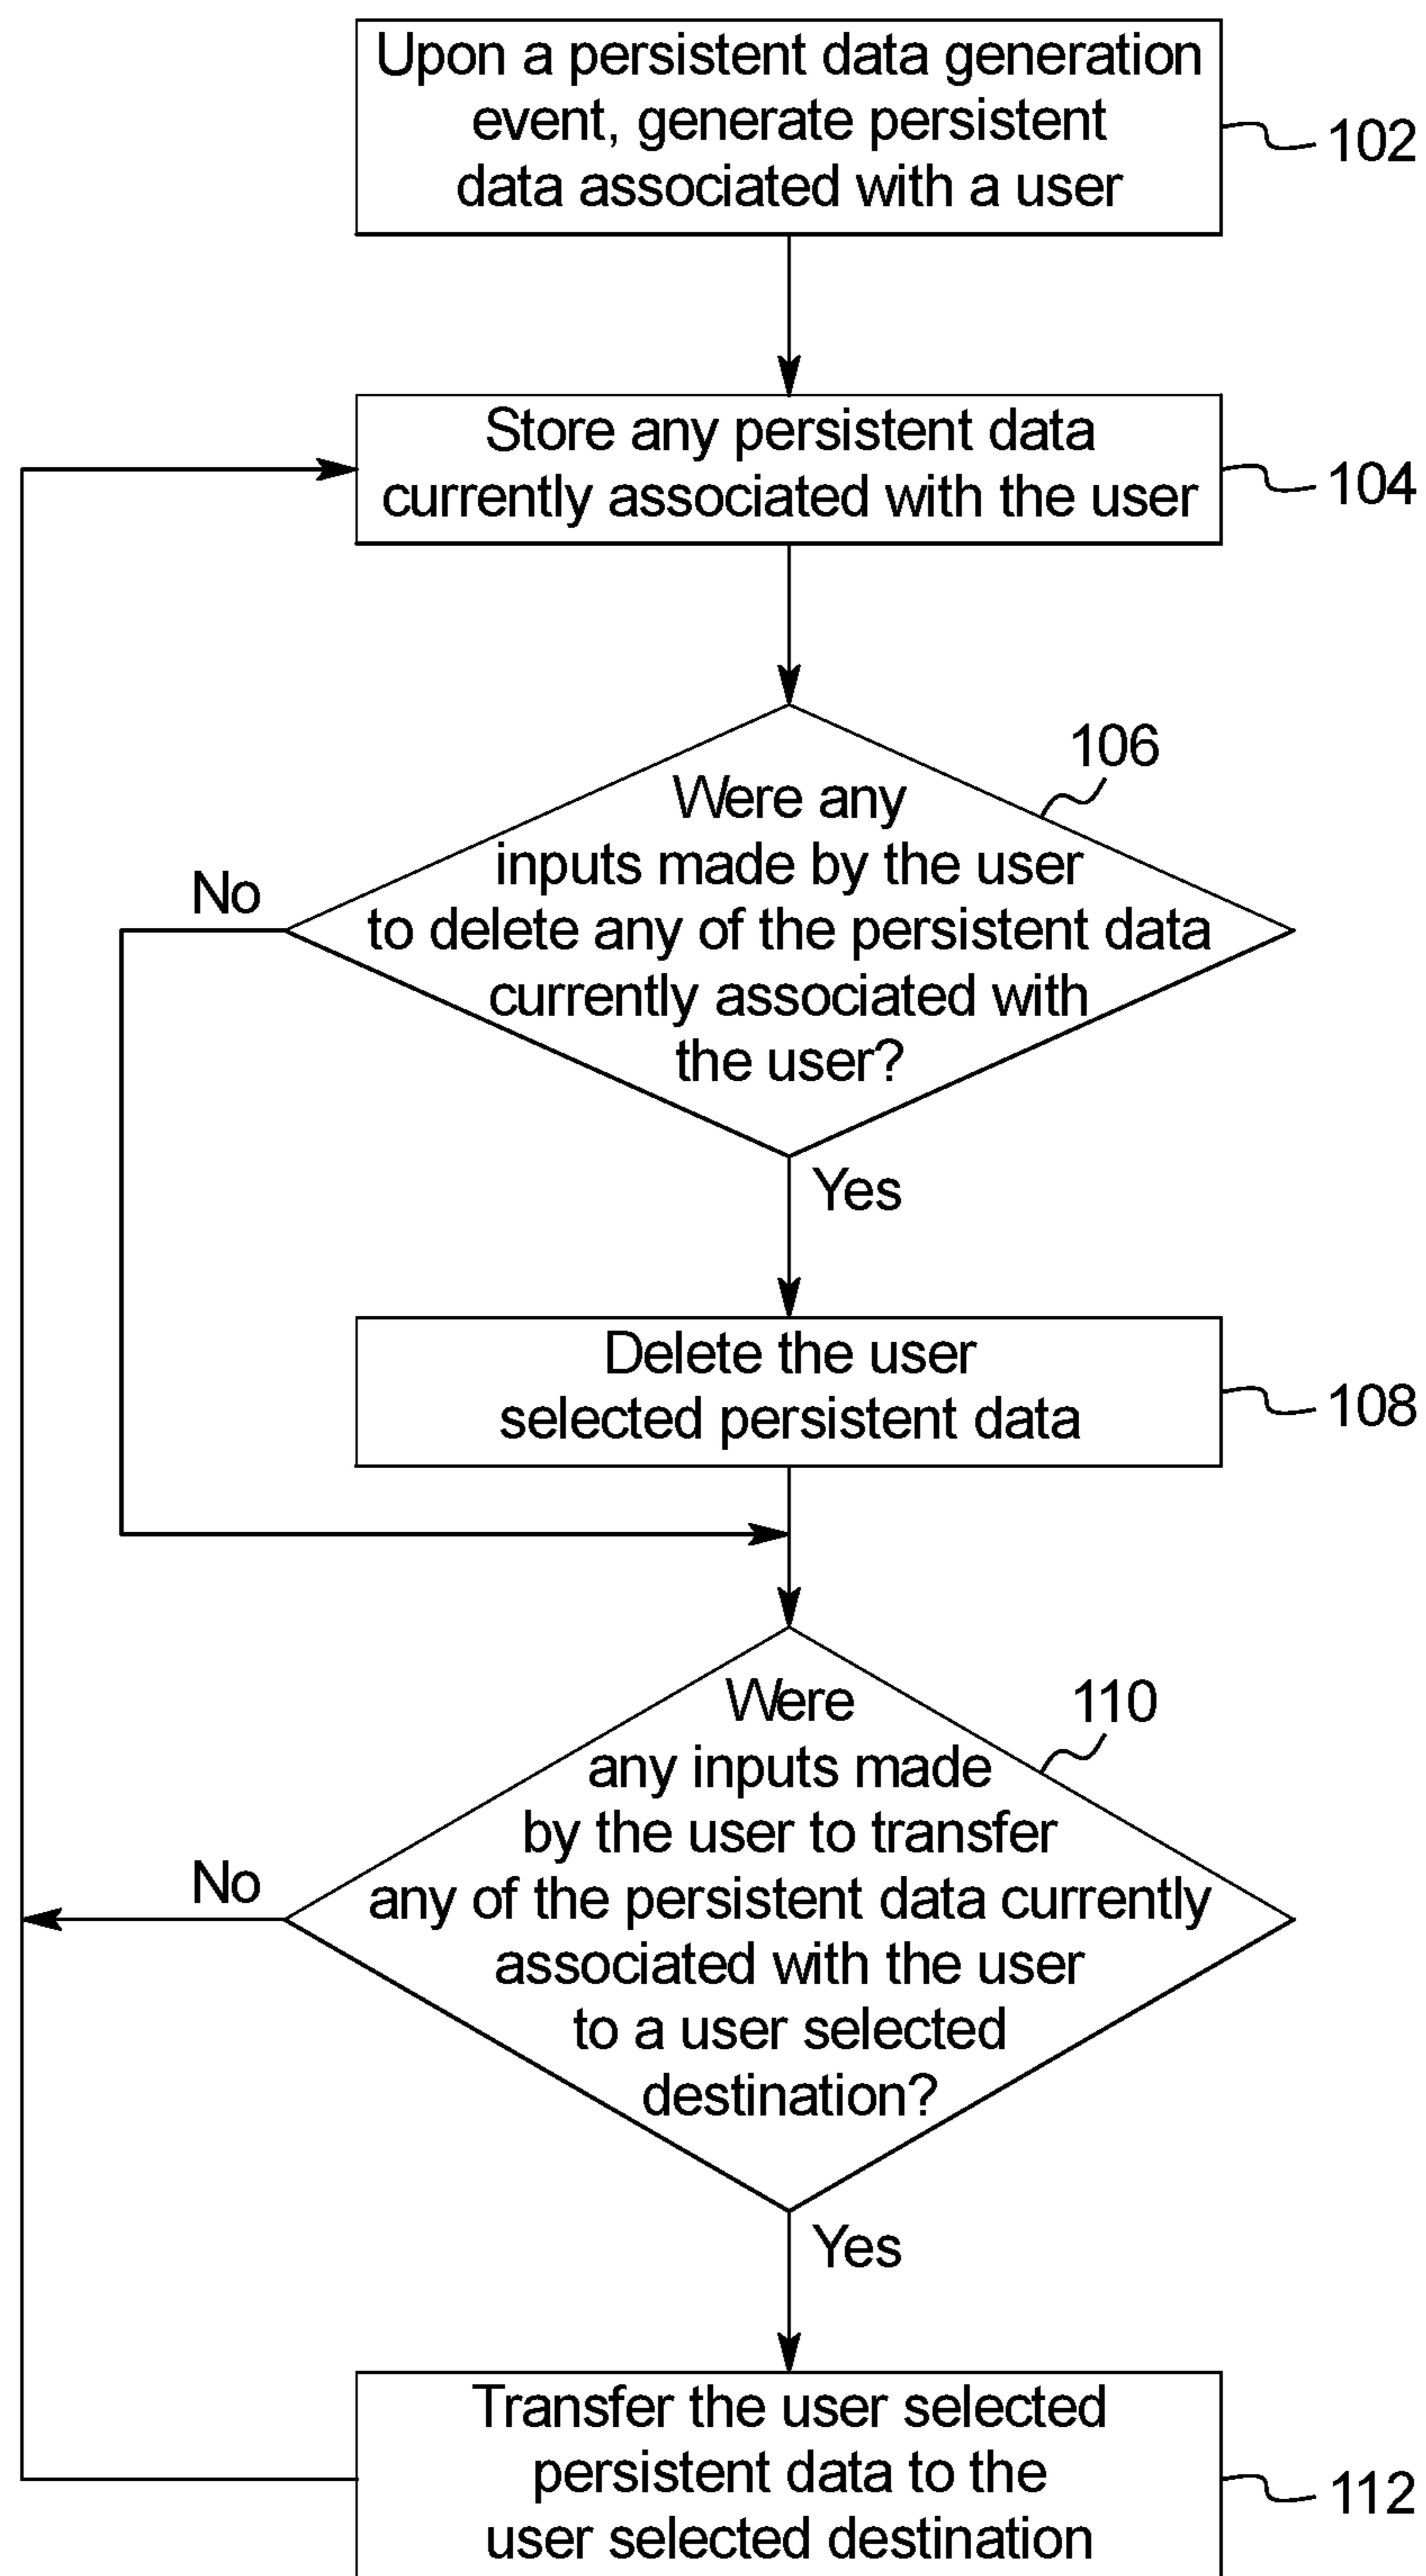 Upon a persistent data generation
event, generate persistent
data associated with a user
102
Store any persistent data
currently associated with the user
104
106
Were any
inputs made by the user
to delete any of the persistent data
currently associated with
the user?
No
Yes
Delete the user
selected persistent data
108
110
Were
any inputs made
by the user to transfer
any of the persistent data currently
associated with the user
to a user selected
destination?
No
Yes
Transfer the user selected
persistent data to the
user selected destination
112